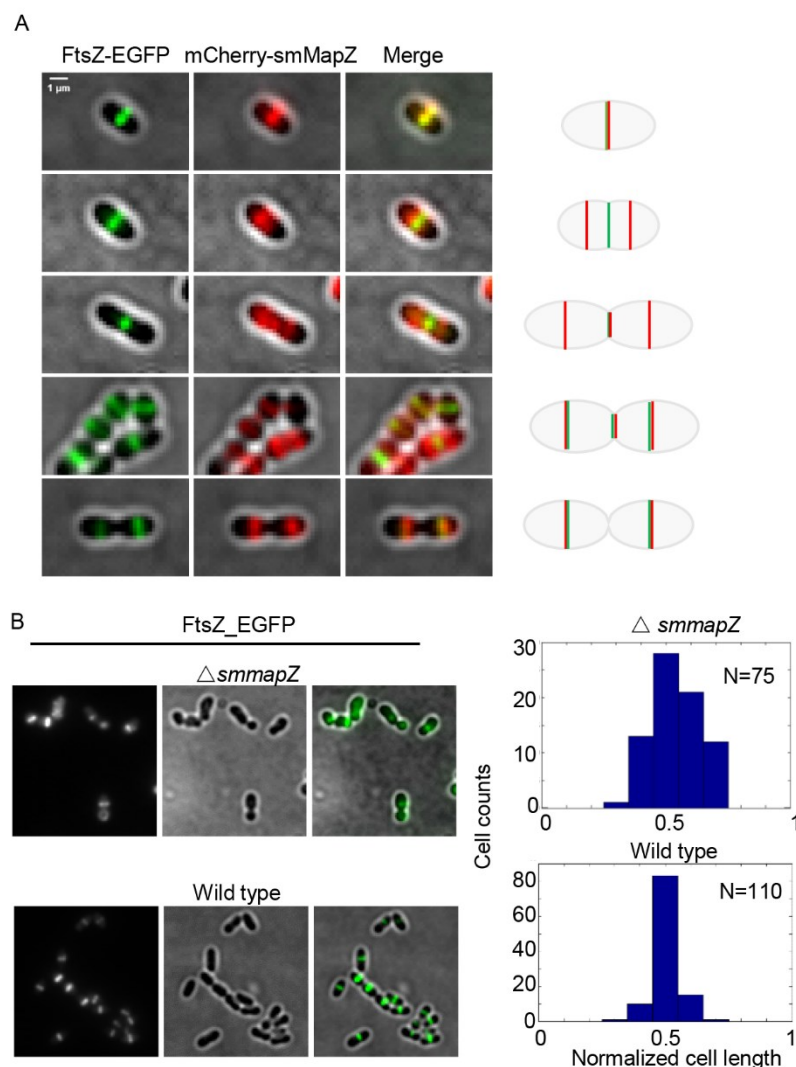 A
FtsZ-EGFP mCherry-smMapZ Merge
1 µm
B
FtsZ_EGFP
△ smmapZ
△ smmapZ
30
20
10
0
N=75
0 0.5 1
Cell counts
Wild type
Wild type
80
60
40
20
0
N=110
0 0.5 1
Normalized cell length